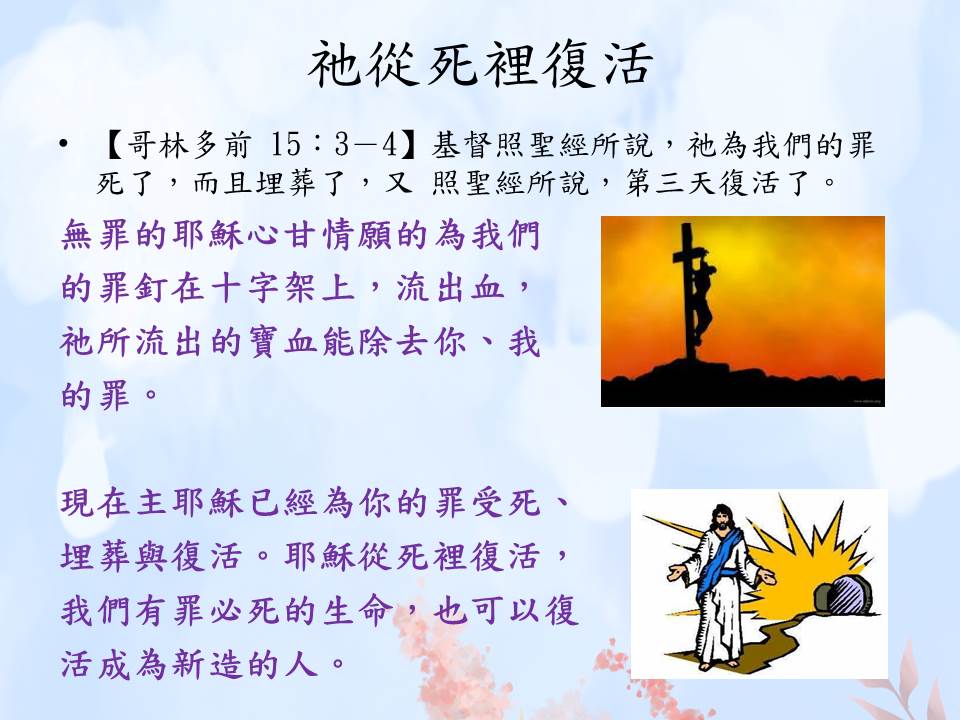 祂從死裡復活
• 【哥林多前 15：3－4】基督照聖經所說，祂為我們的罪
死了，而且埋葬了，又 照聖經所說，第三天復活了。
無罪的耶穌心甘情願的為我們
的罪釘在十字架上，流出血，
祂所流出的寶血能除去你、我
的罪。
現在主耶穌已經為你的罪受死、
埋葬與復活。耶穌從死裡復活，
我們有罪必死的生命，也可以復
活成為新造的人。